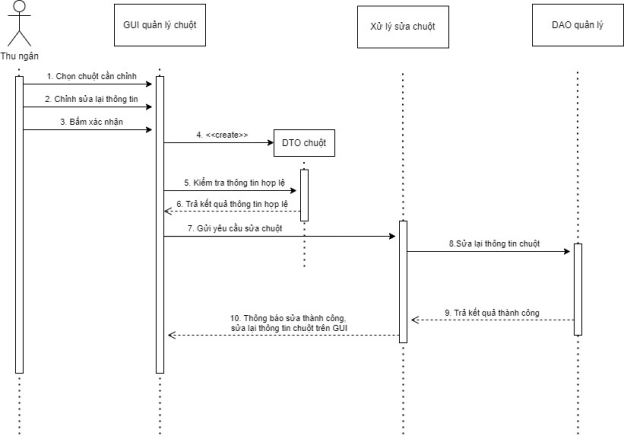 GUI quản lý chuột
Xử lý sửa chuột
DAO quản lý
Thu ngân
1. Chọn chuột cần chỉnh
2. Chỉnh sửa lại thông tin
3. Bấm xác nhận
4. <<create>>
DTO chuột
5. Kiểm tra thông tin hợp lệ
6. Trả kết quả thông tin hợp lệ
7. Gửi yêu cầu sửa chuột
8.Sửa lại thông tin chuột
9. Trả kết quả thành công
10. Thông báo sửa thành công,
sửa lại thông tin chuột trên GUI